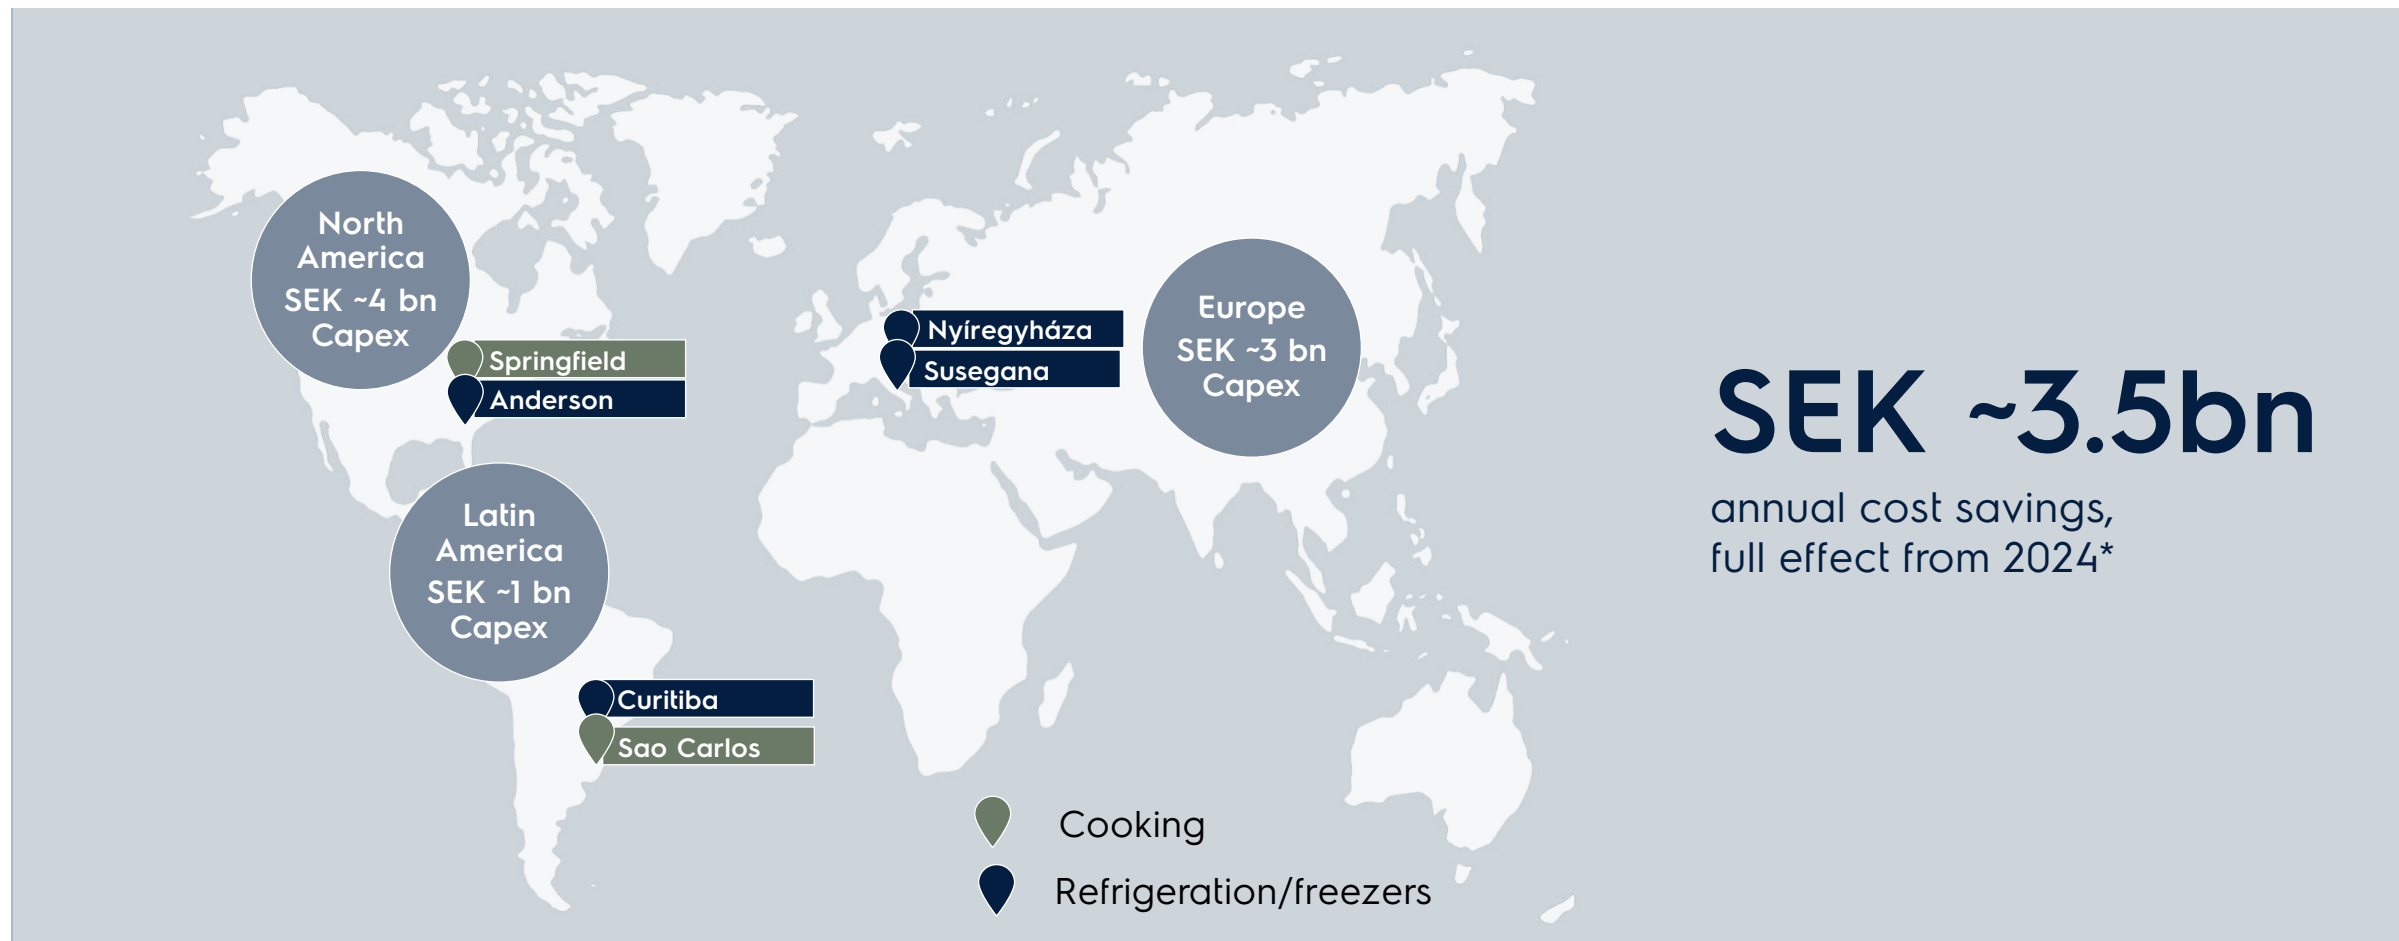 North
America
SEK ~4 bn
Capex
Springfield
Anderson
Latin
America
SEK ~1 bn
Capex
Curitiba
Sao Carlos
Nyíregyháza
Susegana
Europe
SEK ~3 bn
Capex
Cooking
Refrigeration/freezers
SEK ~3.5bn
annual cost savings,
full effect from 2024*